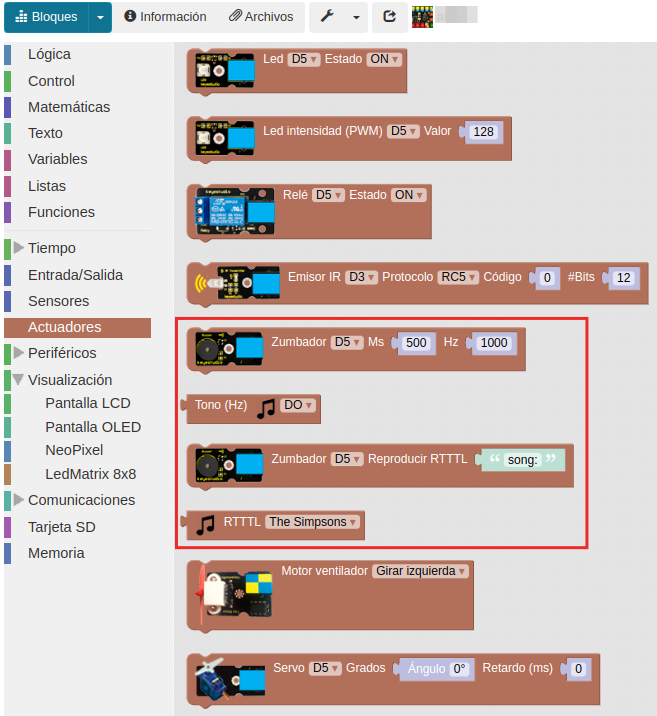 Bloques Información Archivos
Lógica
Control
Matemáticas
Texto
Variables
Listas
Funciones
Tiempo
Entrada/Salida
Sensores
Actuadores
Periféricos
Visualización
Pantalla LCD
Pantalla OLED
NeoPixel
LedMatrix 8x8
Comunicaciones
Tarjeta SD
Memoria
Led D5 Estado ON
Led intensidad (PWM) D5 Valor 128
Relé D5 Estado ON
Emisor IR D3 Protocolo RC5 Código 0 #Bits 12
Zumbador D5 Ms 500 Hz 1000
Tono (Hz) DO
Zumbador D5 Reproducir RTTTL “ song: ”
RTTTL The Simpsons
Motor ventilador Girar izquierda
Servo D5 Grados Ángulo 0° Retardo (ms) 0